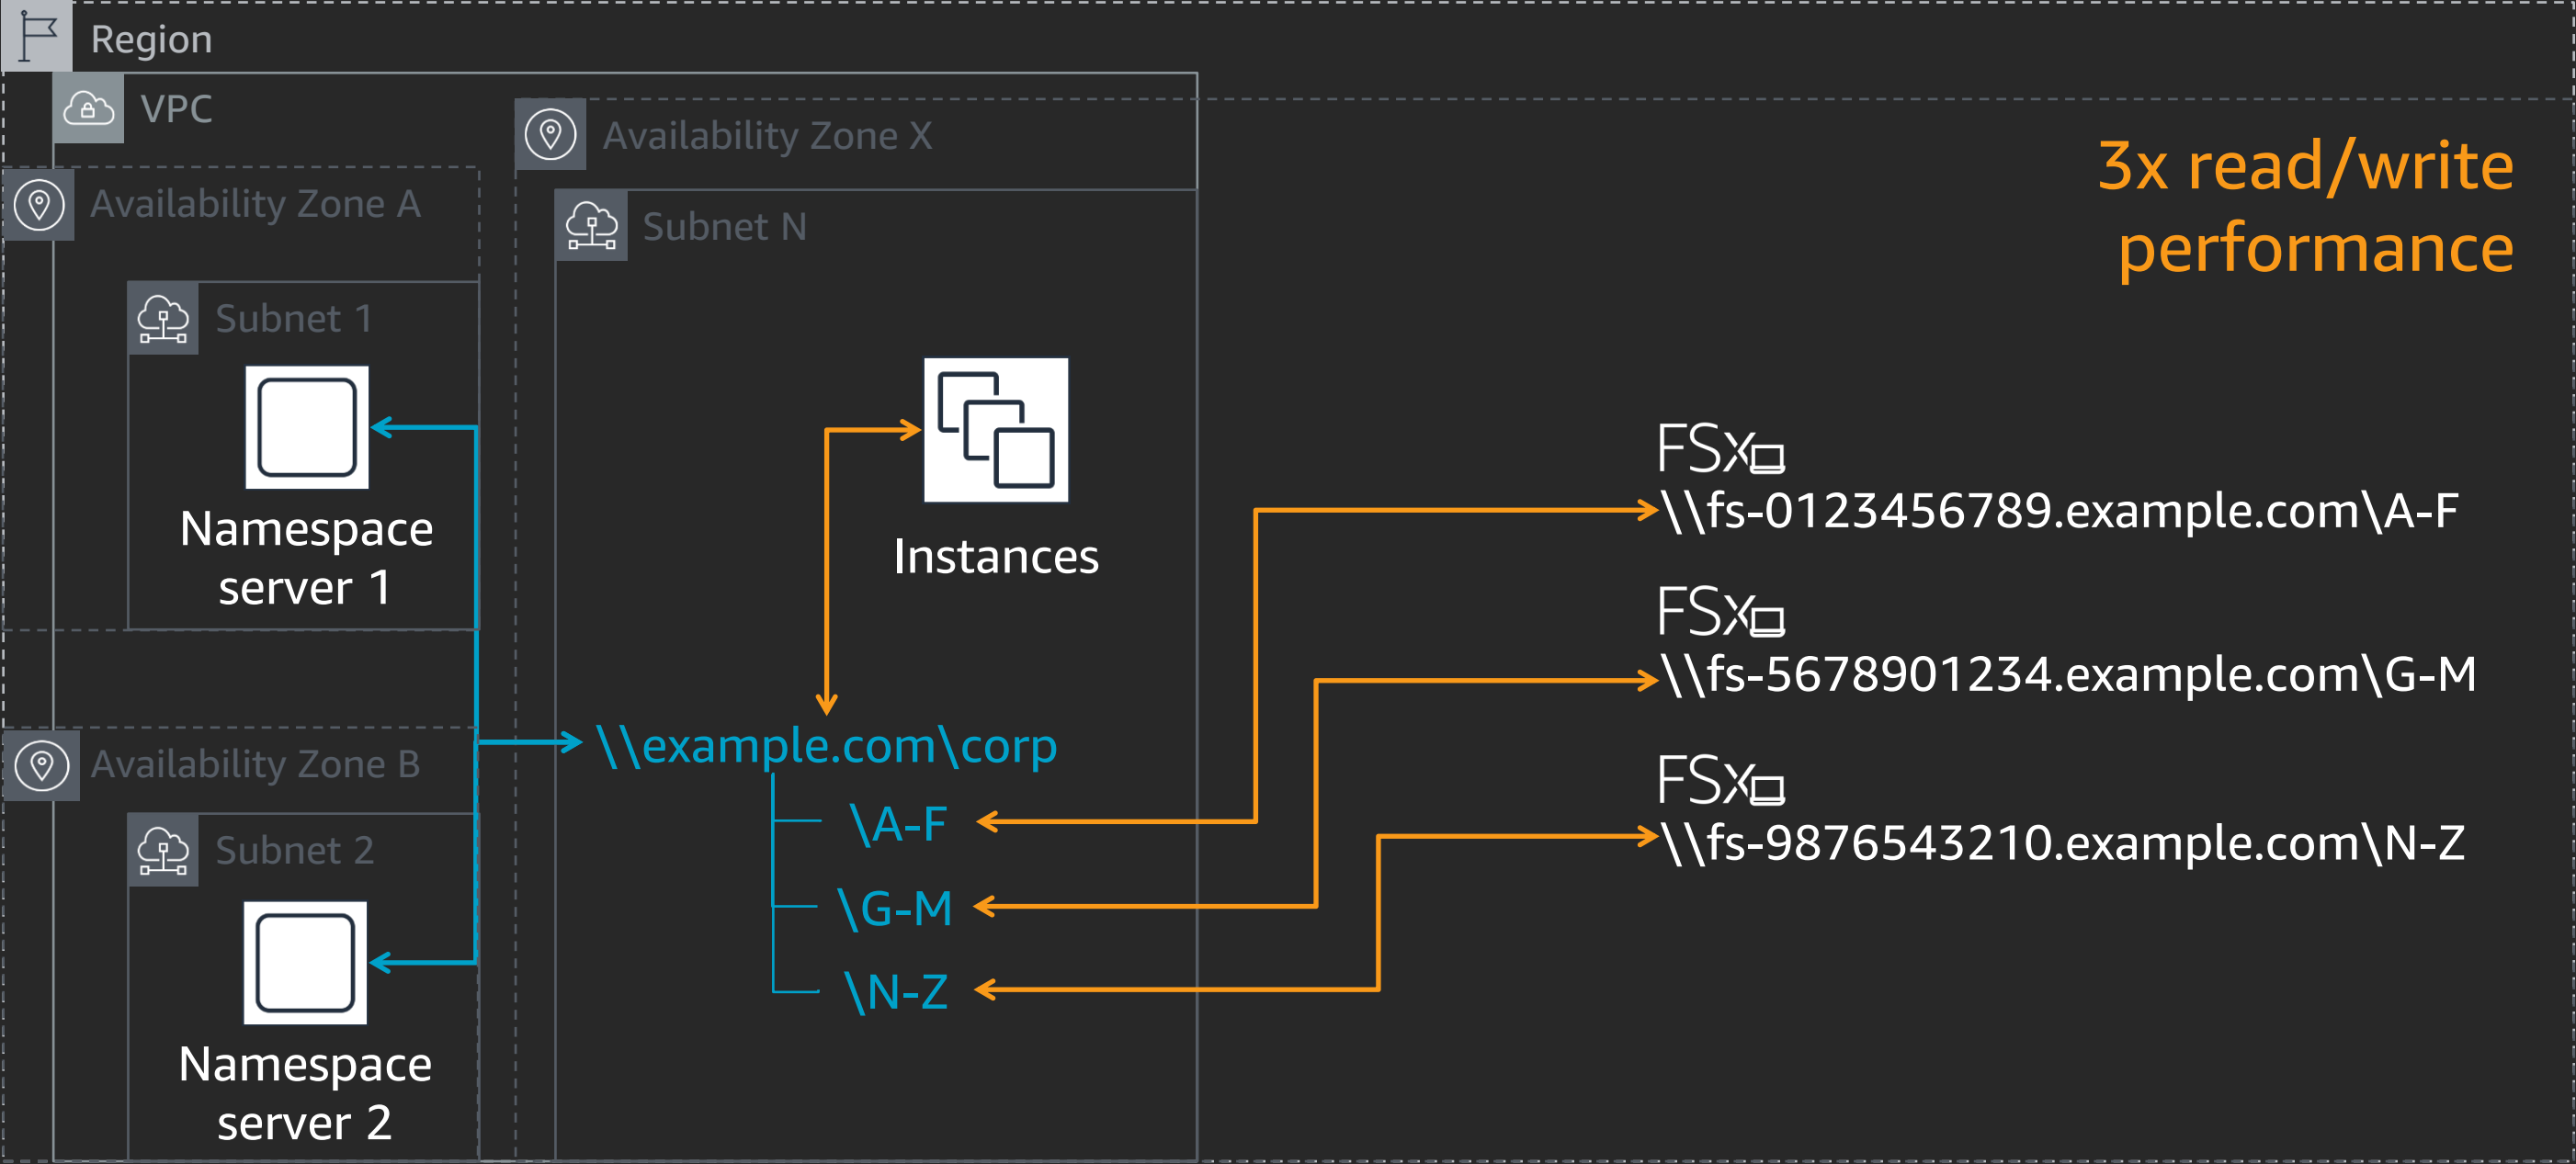 Region
VPC
Availability Zone X
Availability Zone A
Subnet N
Subnet 1
3x read/write
performance
Namespace
server 1
Instances
FSx
\\fs-0123456789.example.com\A-F
FSx
\\fs-5678901234.example.com\G-M
FSx
\\fs-9876543210.example.com\N-Z
\\example.com\corp
\A-F
\G-M
\N-Z
Availability Zone B
Subnet 2
Namespace
server 2